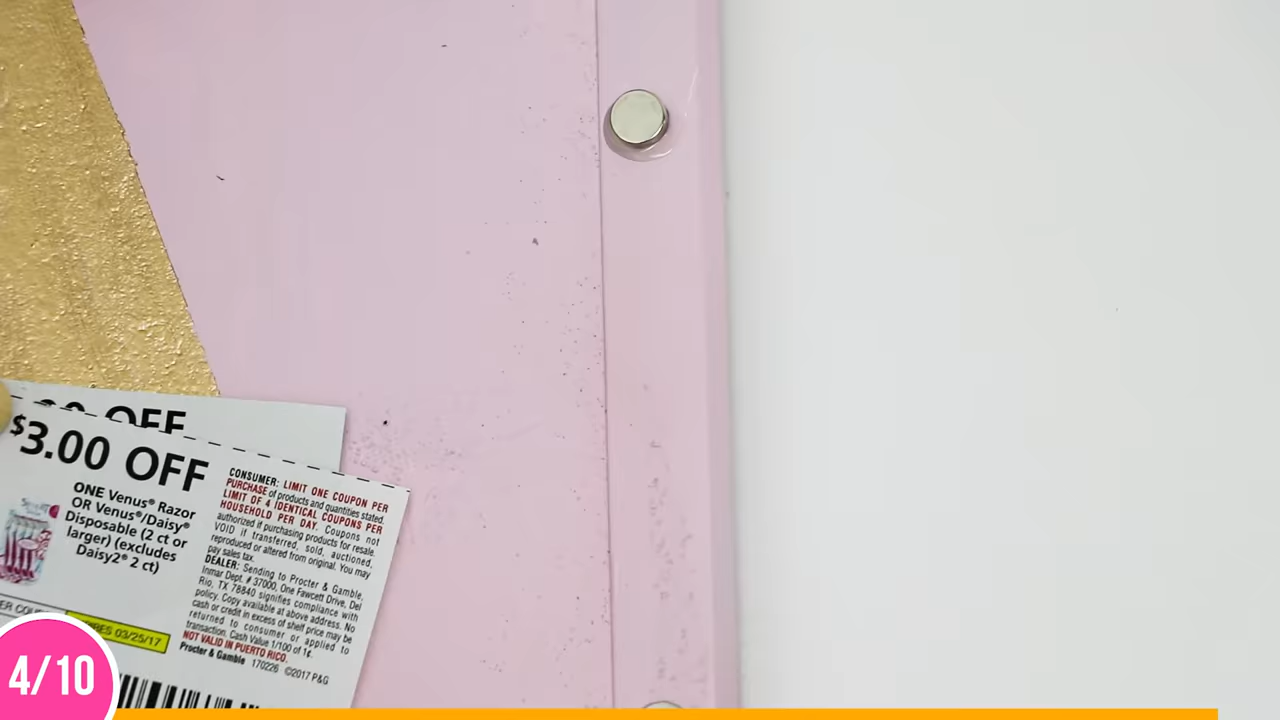 OFF
$3.00 OFF
ONE Venus® Razor
OR Venus®/Daisy®
Disposable (2 ct or
larger) (excludes
Daisy2® 2 ct)
CONSUMER: LIMIT ONE COUPON PER
PURCHASE of products and quantities stated.
LIMIT OF 4 IDENTICAL COUPONS PER
HOUSEHOLD PER DAY. Coupons not
authorized if purchasing products for resale.
VOID if transferred, sold, auctioned,
reproduced or altered from original. You may
pay sales tax.
DEALER: Sending to Procter & Gamble,
Inmar Dept. # 37000, One Fawcett Drive, Del
Rio, TX 78840 signifies compliance with
policy. Copy available at above address. No
cash or credit in excess of shelf price may be
returned to consumer or applied to
transaction. Cash Value 1/100 of 1¢.
NOT VALID IN PUERTO RICO.
Procter & Gamble 170226 ©2017 P&G
03/25/17
4/10